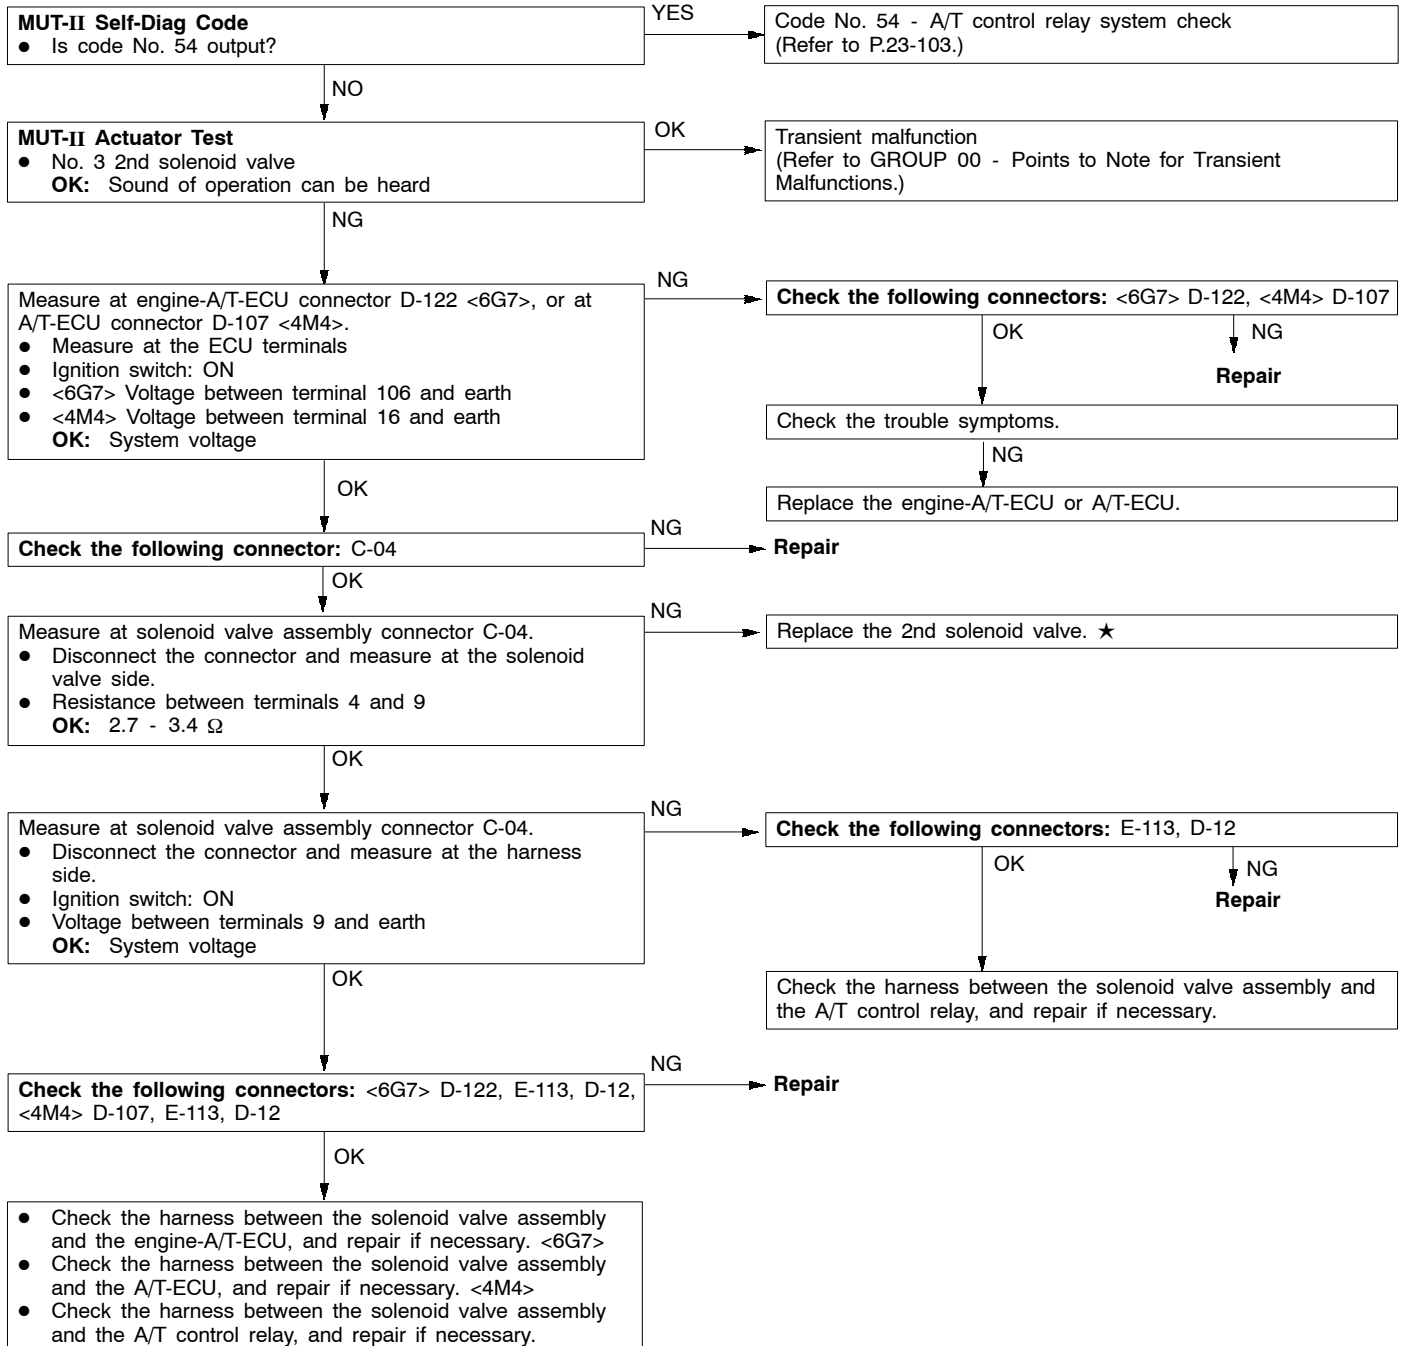 MUT-II Self-Diag Code
● Is code No. 54 output?
YES
Code No. 54 - A/T control relay system check
(Refer to P.23-103.)
NO
MUT-II Actuator Test
● No. 3 2nd solenoid valve
OK: Sound of operation can be heard
OK
Transient malfunction
(Refer to GROUP 00 - Points to Note for Transient
Malfunctions.)
NG
Measure at engine-A/T-ECU connector D-122 <6G7>, or at
A/T-ECU connector D-107 <4M4>.
● Measure at the ECU terminals
● Ignition switch: ON
● <6G7> Voltage between terminal 106 and earth
● <4M4> Voltage between terminal 16 and earth
OK: System voltage
NG
Check the following connectors: <6G7> D-122, <4M4> D-107
OK
NG
Repair
Check the trouble symptoms.
NG
Replace the engine-A/T-ECU or A/T-ECU.
OK
Check the following connector: C-04
NG
Repair
OK
Measure at solenoid valve assembly connector C-04.
● Disconnect the connector and measure at the solenoid
valve side.
● Resistance between terminals 4 and 9
OK: 2.7 - 3.4 Ω
NG
Replace the 2nd solenoid valve. ★
OK
Measure at solenoid valve assembly connector C-04.
● Disconnect the connector and measure at the harness
side.
● Ignition switch: ON
● Voltage between terminals 9 and earth
OK: System voltage
NG
Check the following connectors: E-113, D-12
OK
NG
Repair
Check the harness between the solenoid valve assembly and
the A/T control relay, and repair if necessary.
OK
Check the following connectors: <6G7> D-122, E-113, D-12,
<4M4> D-107, E-113, D-12
NG
Repair
OK
● Check the harness between the solenoid valve assembly
and the engine-A/T-ECU, and repair if necessary. <6G7>
● Check the harness between the solenoid valve assembly
and the A/T-ECU, and repair if necessary. <4M4>
● Check the harness between the solenoid valve assembly
and the A/T control relay, and repair if necessary.